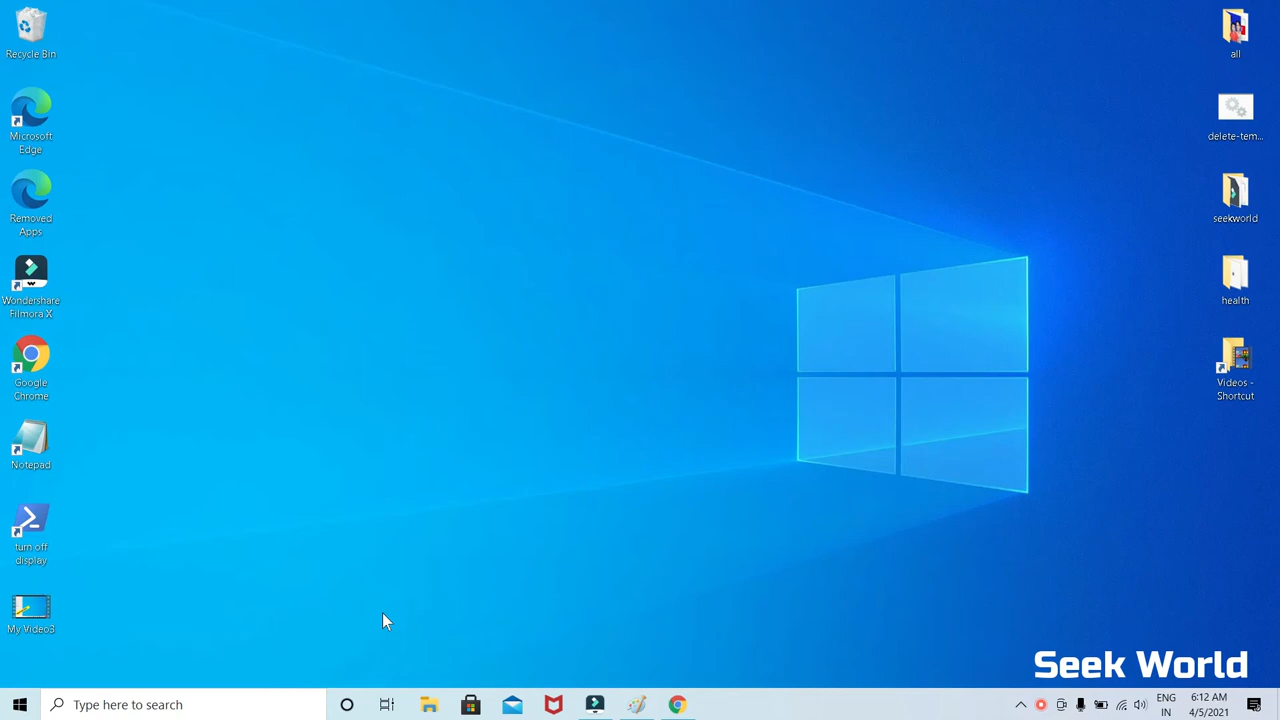 Recycle Bin
Microsoft
Edge
Removed
Apps
Wondershare
Filmora X
Google
Chrome
Notepad
turn off
display
My Video3
all
delete-tem...
seekworld
health
Videos -
Shortcut
Seek World
Type here to search
ENG
IN
6:12 AM
4/5/2021